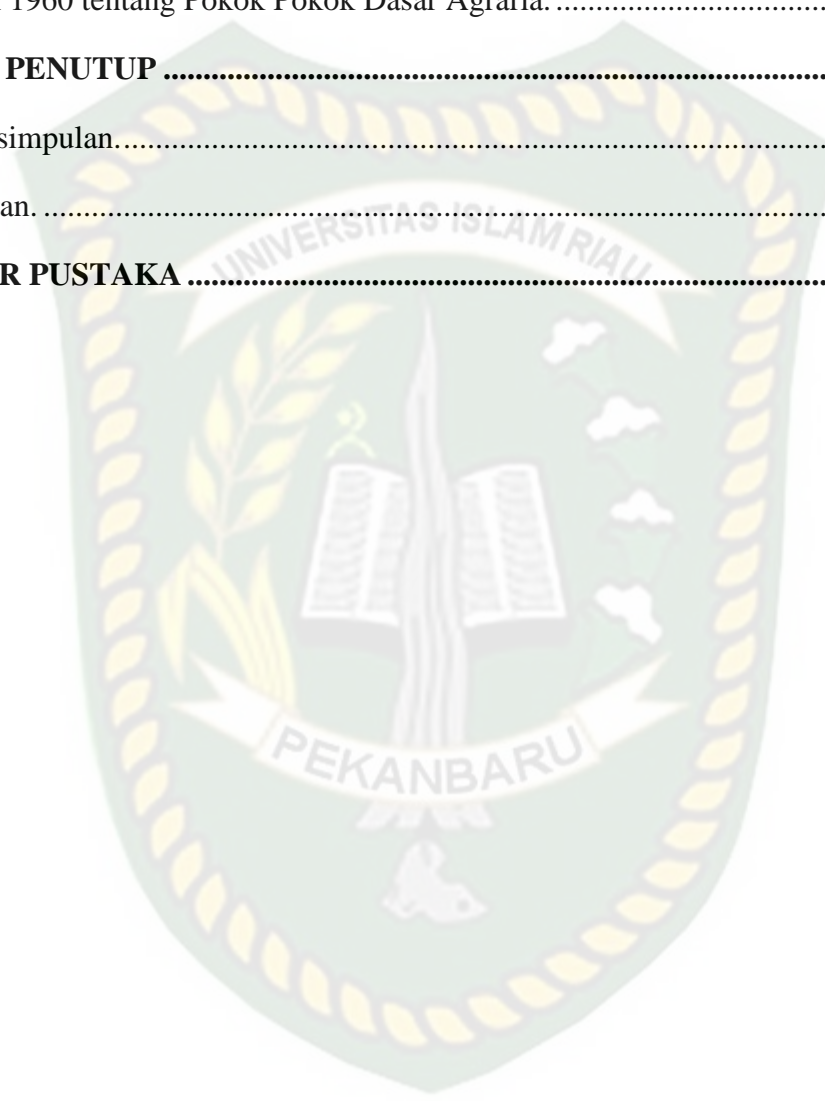 1960 tentang Pokok Pokok Dasar Agraria. ..................................
PENUTUP ....................................................................................
simpulan..........................................................................................
an. ...................................................................................................
R PUSTAKA .................................................................................
UNIVERSITAS ISLAM RIAU
PEKANBARU